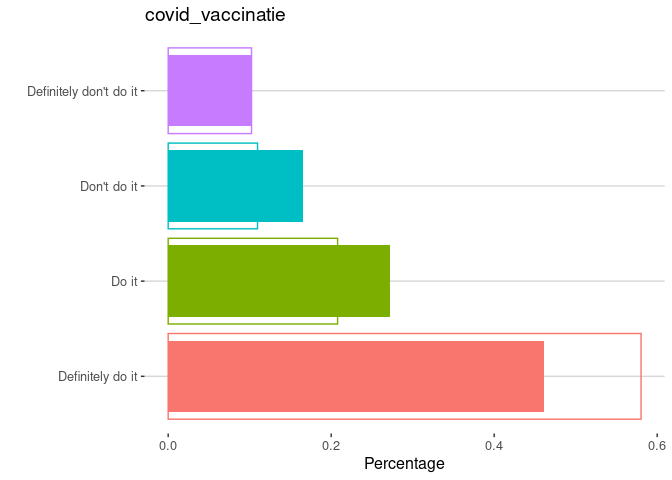 covid_vaccinatie
Definitely don't do it
Don't do it
Do it
Definitely do it
0.0 0.2 0.4 0.6
Percentage